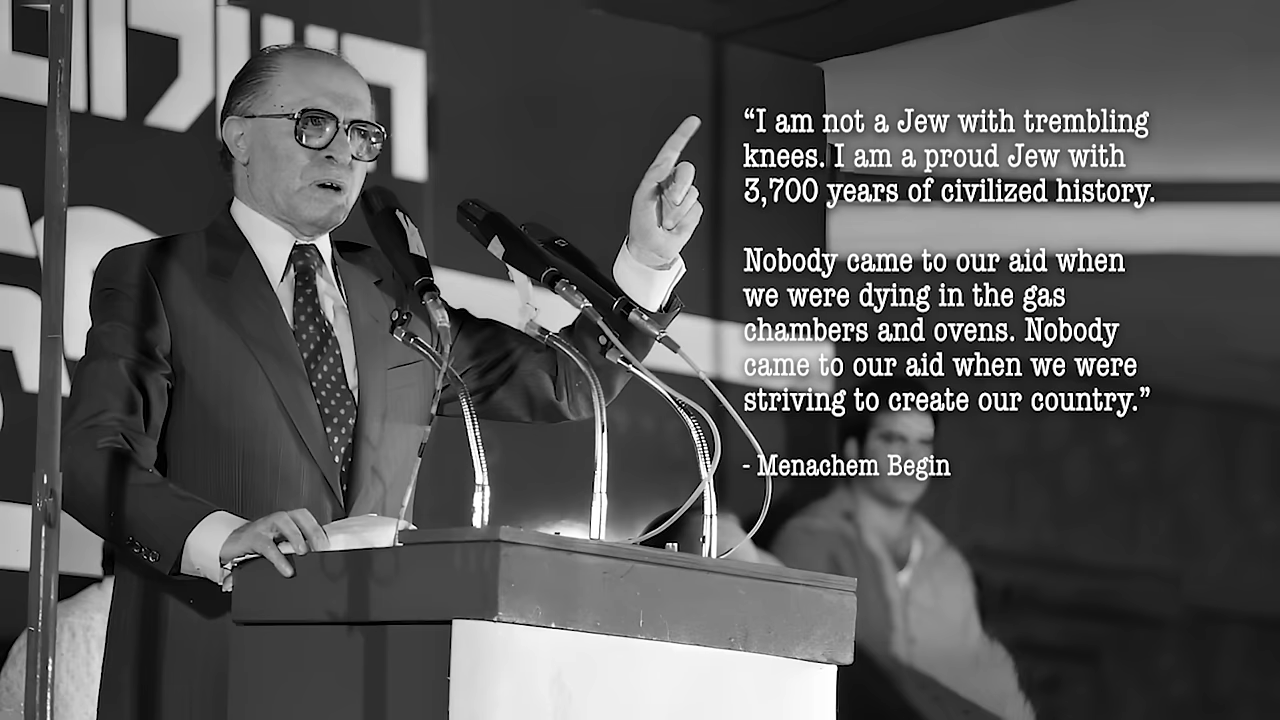 “I am not a Jew with trembling
knees. I am a proud Jew with
3,700 years of civilized history.
Nobody came to our aid when
we were dying in the gas
chambers and ovens. Nobody
came to our aid when we were
striving to create our country.”
- Menachem Begin